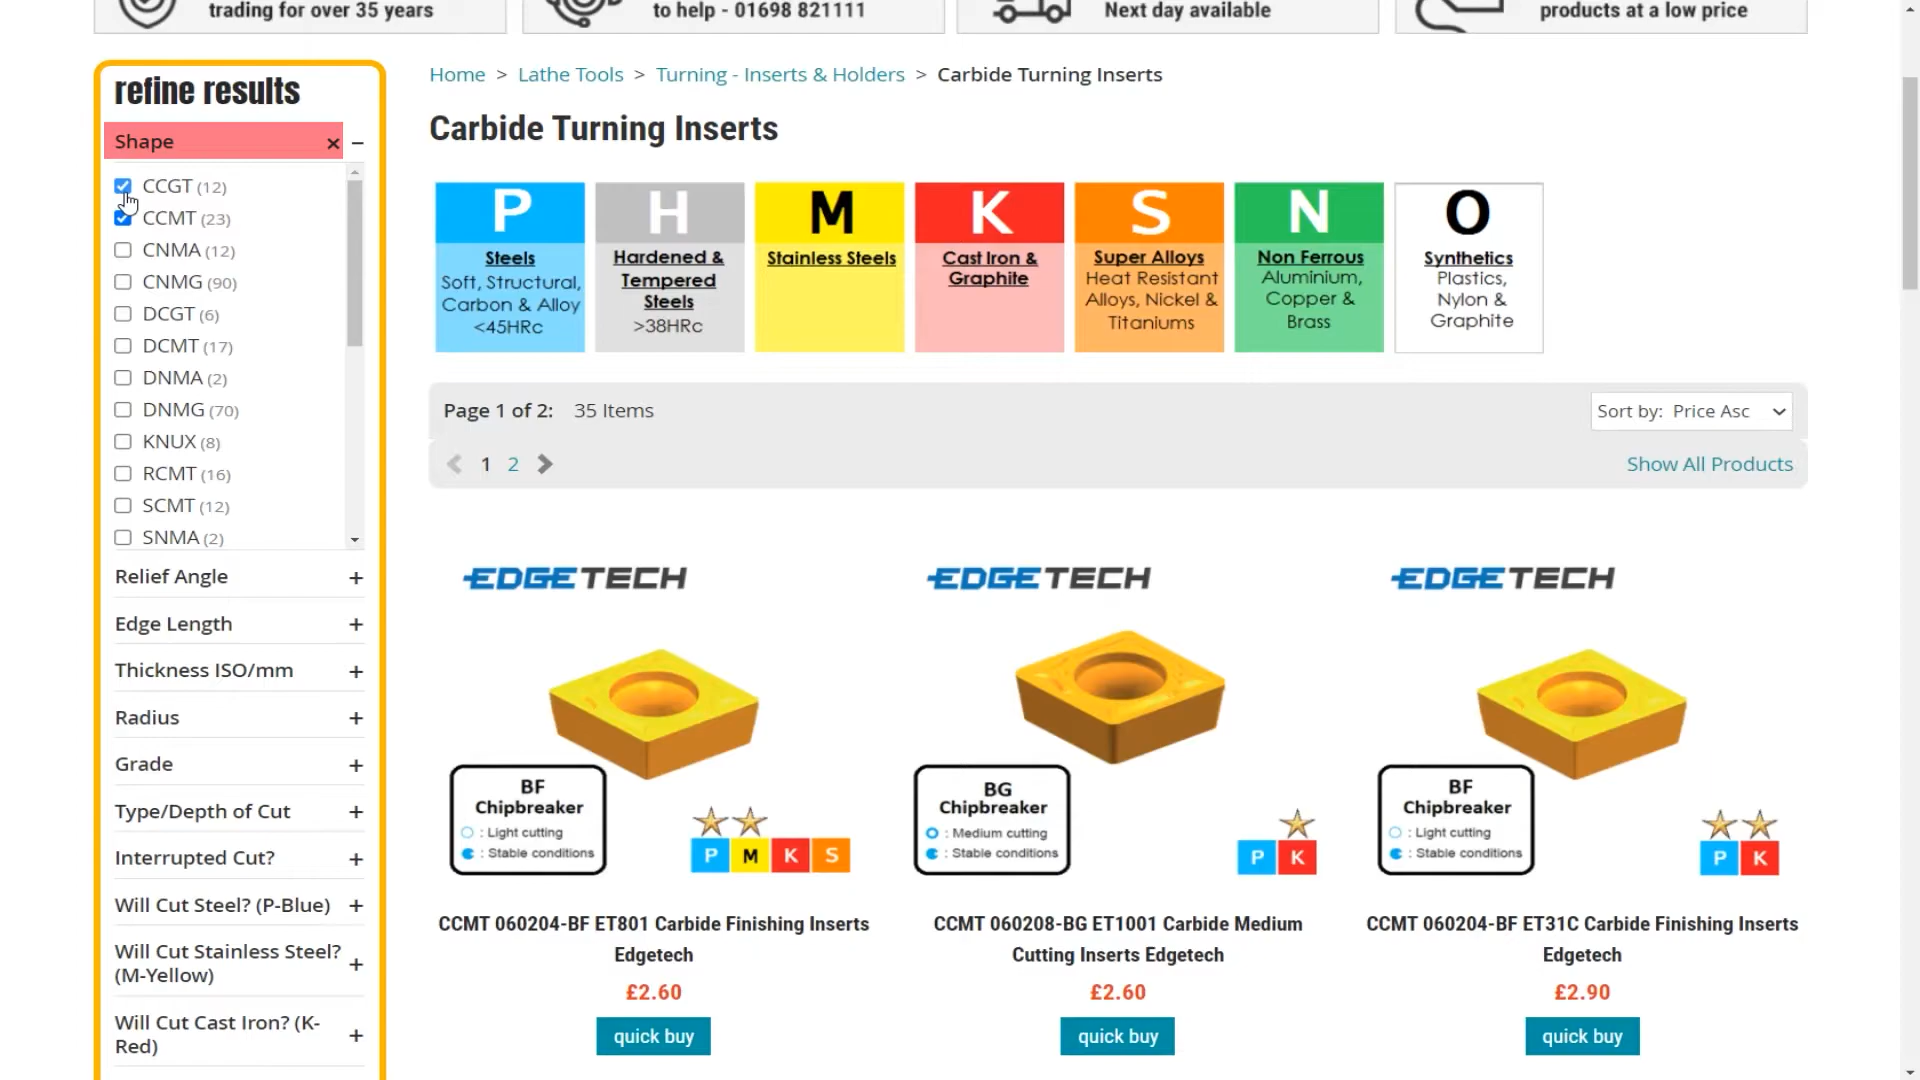 trading for over 35 years
to help - 01698 821111
Next day available
products at a low price
refine results
Shape
CCGT (12)
CCMT (23)
CNMA (12)
CNMG (90)
DCGT (6)
DCMT (17)
DNMA (2)
DNMG (70)
KNUX (8)
RCMT (16)
SCMT (12)
SNMA (2)
Relief Angle +
Edge Length +
Thickness ISO/mm +
Radius +
Grade +
Type/Depth of Cut +
Interrupted Cut? +
Will Cut Steel? (P-Blue) +
Will Cut Stainless Steel?
(M-Yellow) +
Will Cut Cast Iron? (K-
Red) +
Home > Lathe Tools > Turning - Inserts & Holders > Carbide Turning Inserts
Carbide Turning Inserts
P
Steels
Soft, Structural,
Carbon & Alloy
<45HRc
H
Hardened &
Tempered
Steels
>38HRc
M
Stainless Steels
K
Cast Iron &
Graphite
S
Super Alloys
Heat Resistant
Alloys, Nickel &
Titaniums
N
Non Ferrous
Aluminium,
Copper &
Brass
O
Synthetics
Plastics,
Nylon &
Graphite
Page 1 of 2: 35 Items
Sort by: Price Asc
1 2
Show All Products
EDGETECH
BF
Chipbreaker
: Light cutting
: Stable conditions
P M K S
CCMT 060204-BF ET801 Carbide Finishing Inserts
Edgetech
£2.60
quick buy
EDGETECH
BG
Chipbreaker
: Medium cutting
: Stable conditions
P K
CCMT 060208-BG ET1001 Carbide Medium
Cutting Inserts Edgetech
£2.60
quick buy
EDGETECH
BF
Chipbreaker
: Light cutting
: Stable conditions
P K
CCMT 060204-BF ET31C Carbide Finishing Inserts
Edgetech
£2.90
quick buy